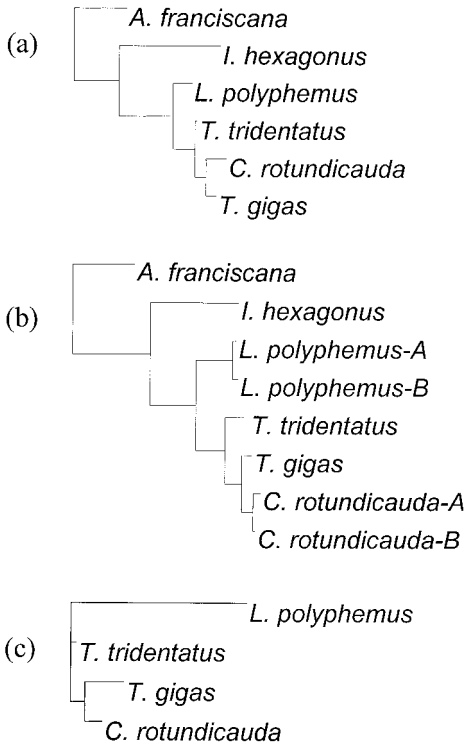 (a)
A. franciscana
I. hexagonus
L. polyphemus
T. tridentatus
C. rotundicauda
T. gigas
(b)
A. franciscana
I. hexagonus
L. polyphemus-A
L. polyphemus-B
T. tridentatus
T. gigas
C. rotundicauda-A
C. rotundicauda-B
(c)
L. polyphemus
T. tridentatus
T. gigas
C. rotundicauda